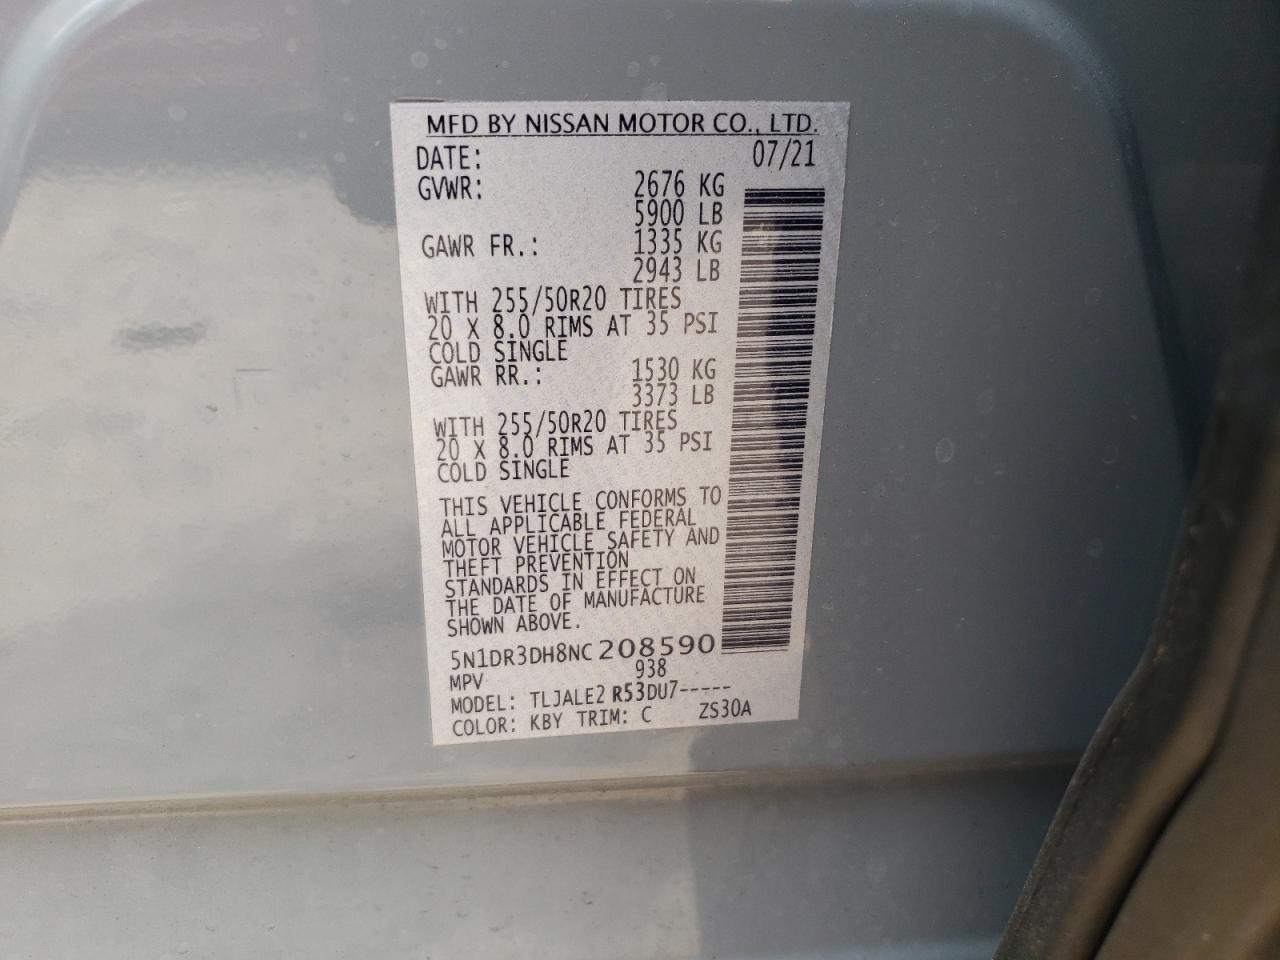 MFD BY NISSAN MOTOR CO., LTD.
DATE: 07/21
GVWR: 2676 KG
5900 LB
GAWR FR.: 1335 KG
2943 LB
WITH 255/50R20 TIRES
20 X 8.0 RIMS AT 35 PSI
COLD SINGLE
GAWR RR.: 1530 KG
3373 LB
WITH 255/50R20 TIRES
20 X 8.0 RIMS AT 35 PSI
COLD SINGLE
THIS VEHICLE CONFORMS TO
ALL APPLICABLE FEDERAL
MOTOR VEHICLE SAFETY AND
THEFT PREVENTION
STANDARDS IN EFFECT ON
THE DATE OF MANUFACTURE
SHOWN ABOVE.
5N1DR3DH8NC208590
MPV 938
MODEL: TLJALE2 R53DU7-----
COLOR: KBY TRIM: C ZS30A